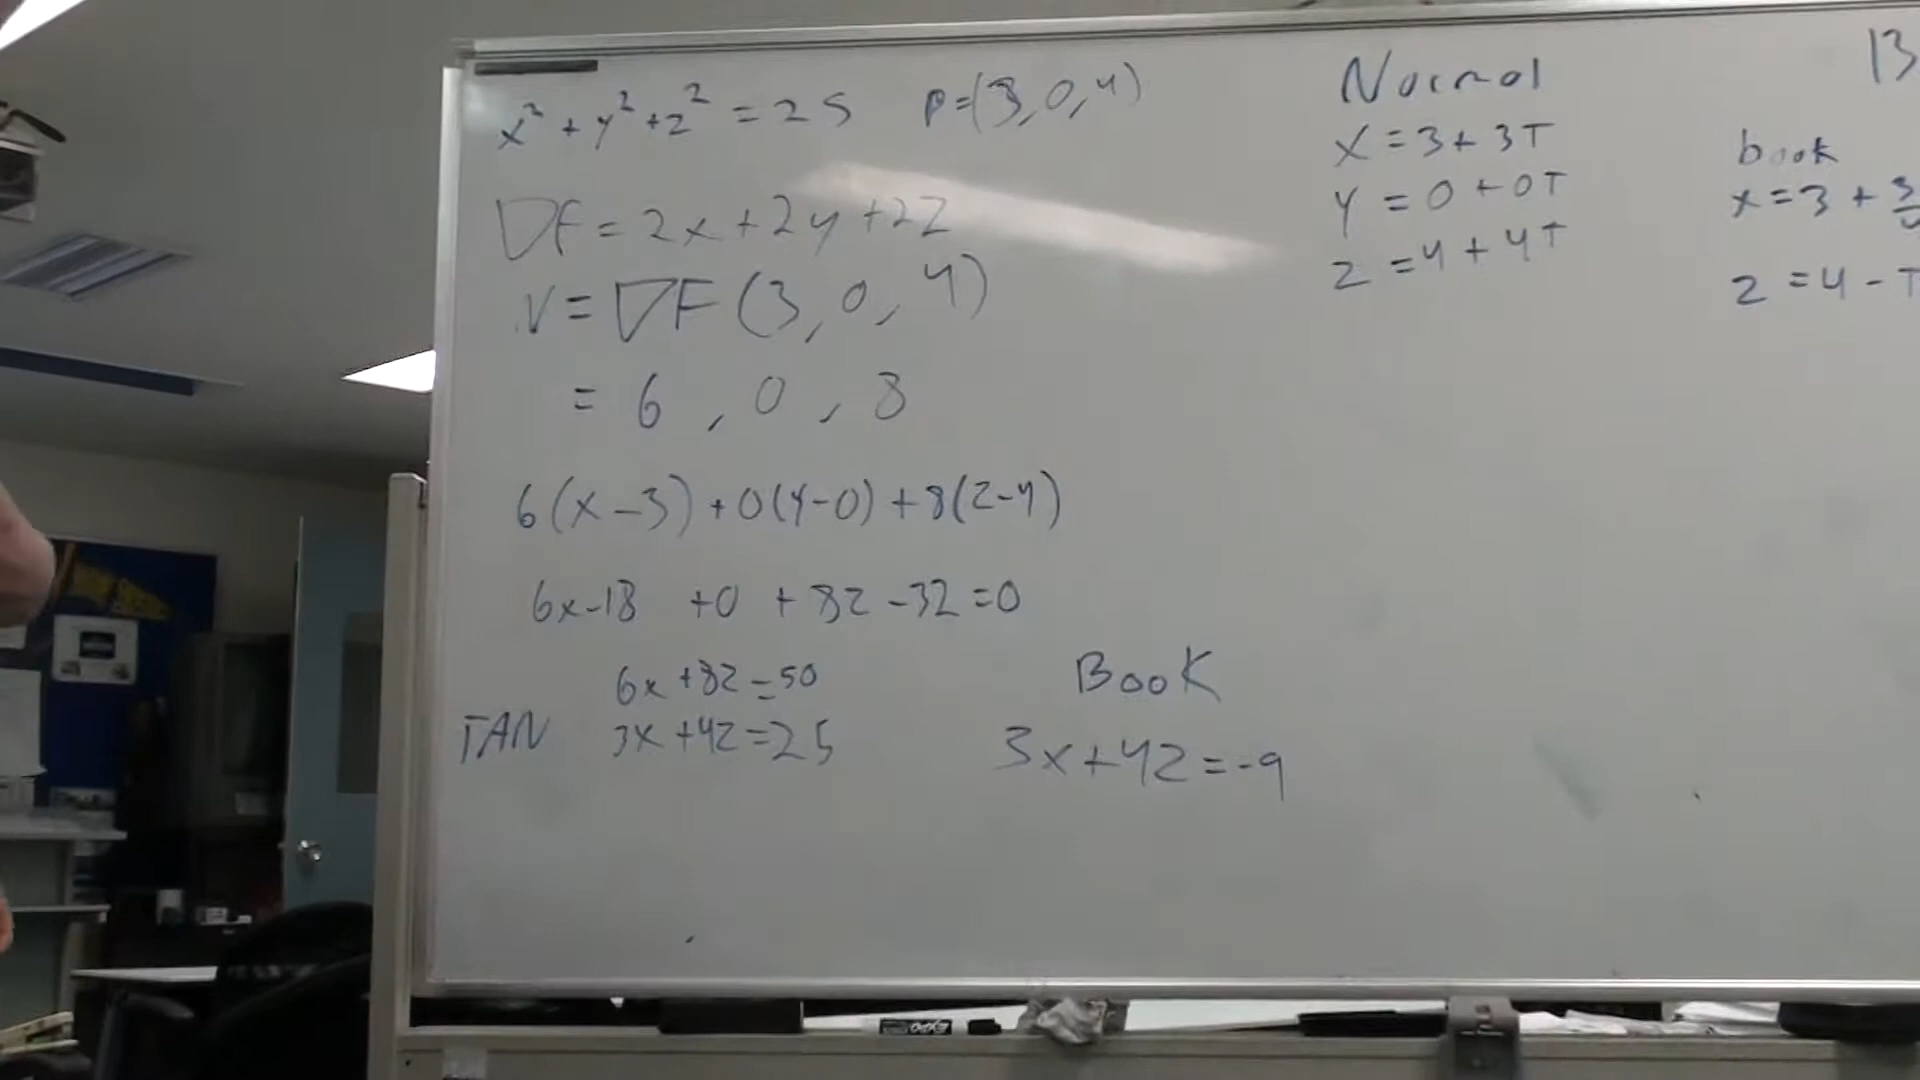 x² + y² + z² = 25 P=(3,0,4)
∇F = 2x + 2y + 2z
N = ∇F (3, 0, 4)
= 6 , 0 , 8
6(x-3) + 0(y-0) + 8(z-4)
6x-18 +0 + 8z -32 =0
6x +8z =50
TAN 3x +4z =25
Book
3x+4z = -9
Normal
x = 3 + 3T
y = 0 + 0T
z = 4 + 4T
13
book
x = 3 + 3
z = 4 - T
EXPO